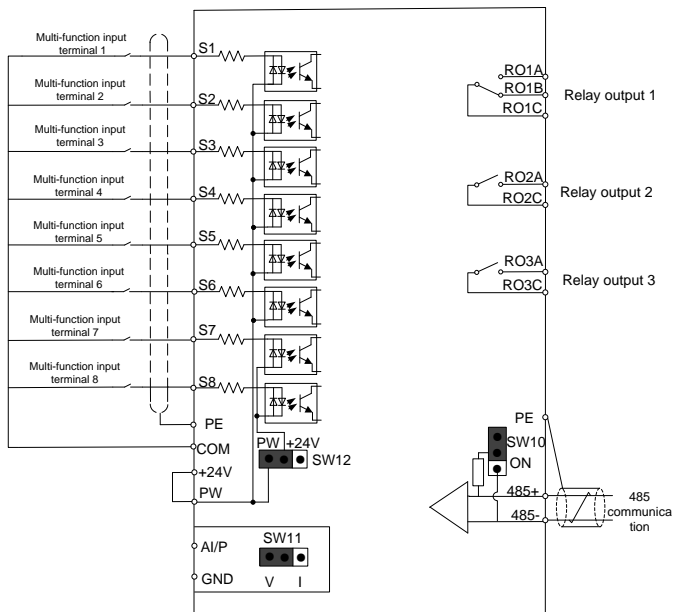 Multi-function input
terminal 1
S1
Multi-function input
terminal 2
S2
Multi-function input
terminal 3
S3
Multi-function input
terminal 4
S4
Multi-function input
terminal 5
S5
Multi-function input
terminal 6
S6
Multi-function input
terminal 7
S7
Multi-function input
terminal 8
S8
PE
COM
+24V
PW
PW +24V
SW12
AI/P
GND
SW11
V I
RO1A
RO1B
RO1C
Relay output 1
RO2A
RO2C
Relay output 2
RO3A
RO3C
Relay output 3
PE
SW10
ON
485+
485-
485
communica
tion